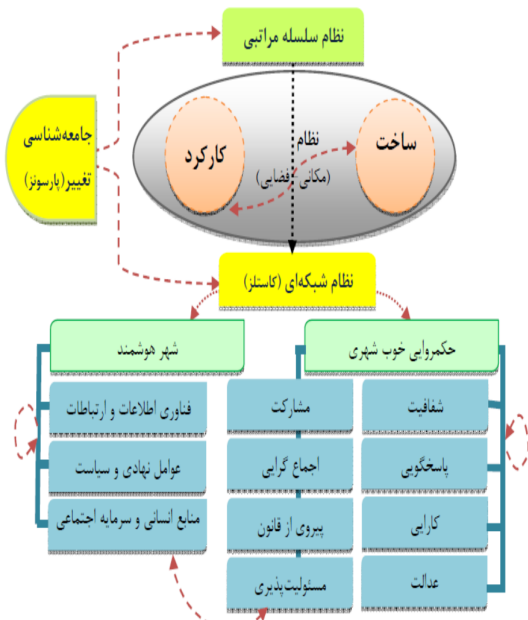 نظام سلسله مراتبی
جامعه‌شناسی
تغییر(پارسونز)
ساخت
کارکرد
نظام
(مکانی-فضایی)
نظام شبکه‌ای (کاستلز)
حکمروایی خوب شهری
شهر هوشمند
شفافیت
مشارکت
فناوری اطلاعات و ارتباطات
پاسخگویی
اجماع گرایی
عوامل نهادی و سیاست
کارایی
پیروی از قانون
منابع انسانی و سرمایه اجتماعی
عدالت
مسئولیت‌پذیری